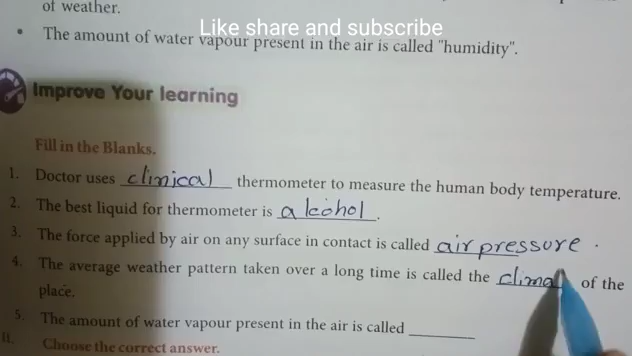 of weather.
Like share and subscribe
• The amount of water vapour present in the air is called "humidity".
Improve Your learning
Fill in the Blanks.
1. Doctor uses clinical thermometer to measure the human body temperature.
2. The best liquid for thermometer is alcohol.
3. The force applied by air on any surface in contact is called air pressure.
4. The average weather pattern taken over a long time is called the clima of the
place.
5. The amount of water vapour present in the air is called
II. Choose the correct answer.